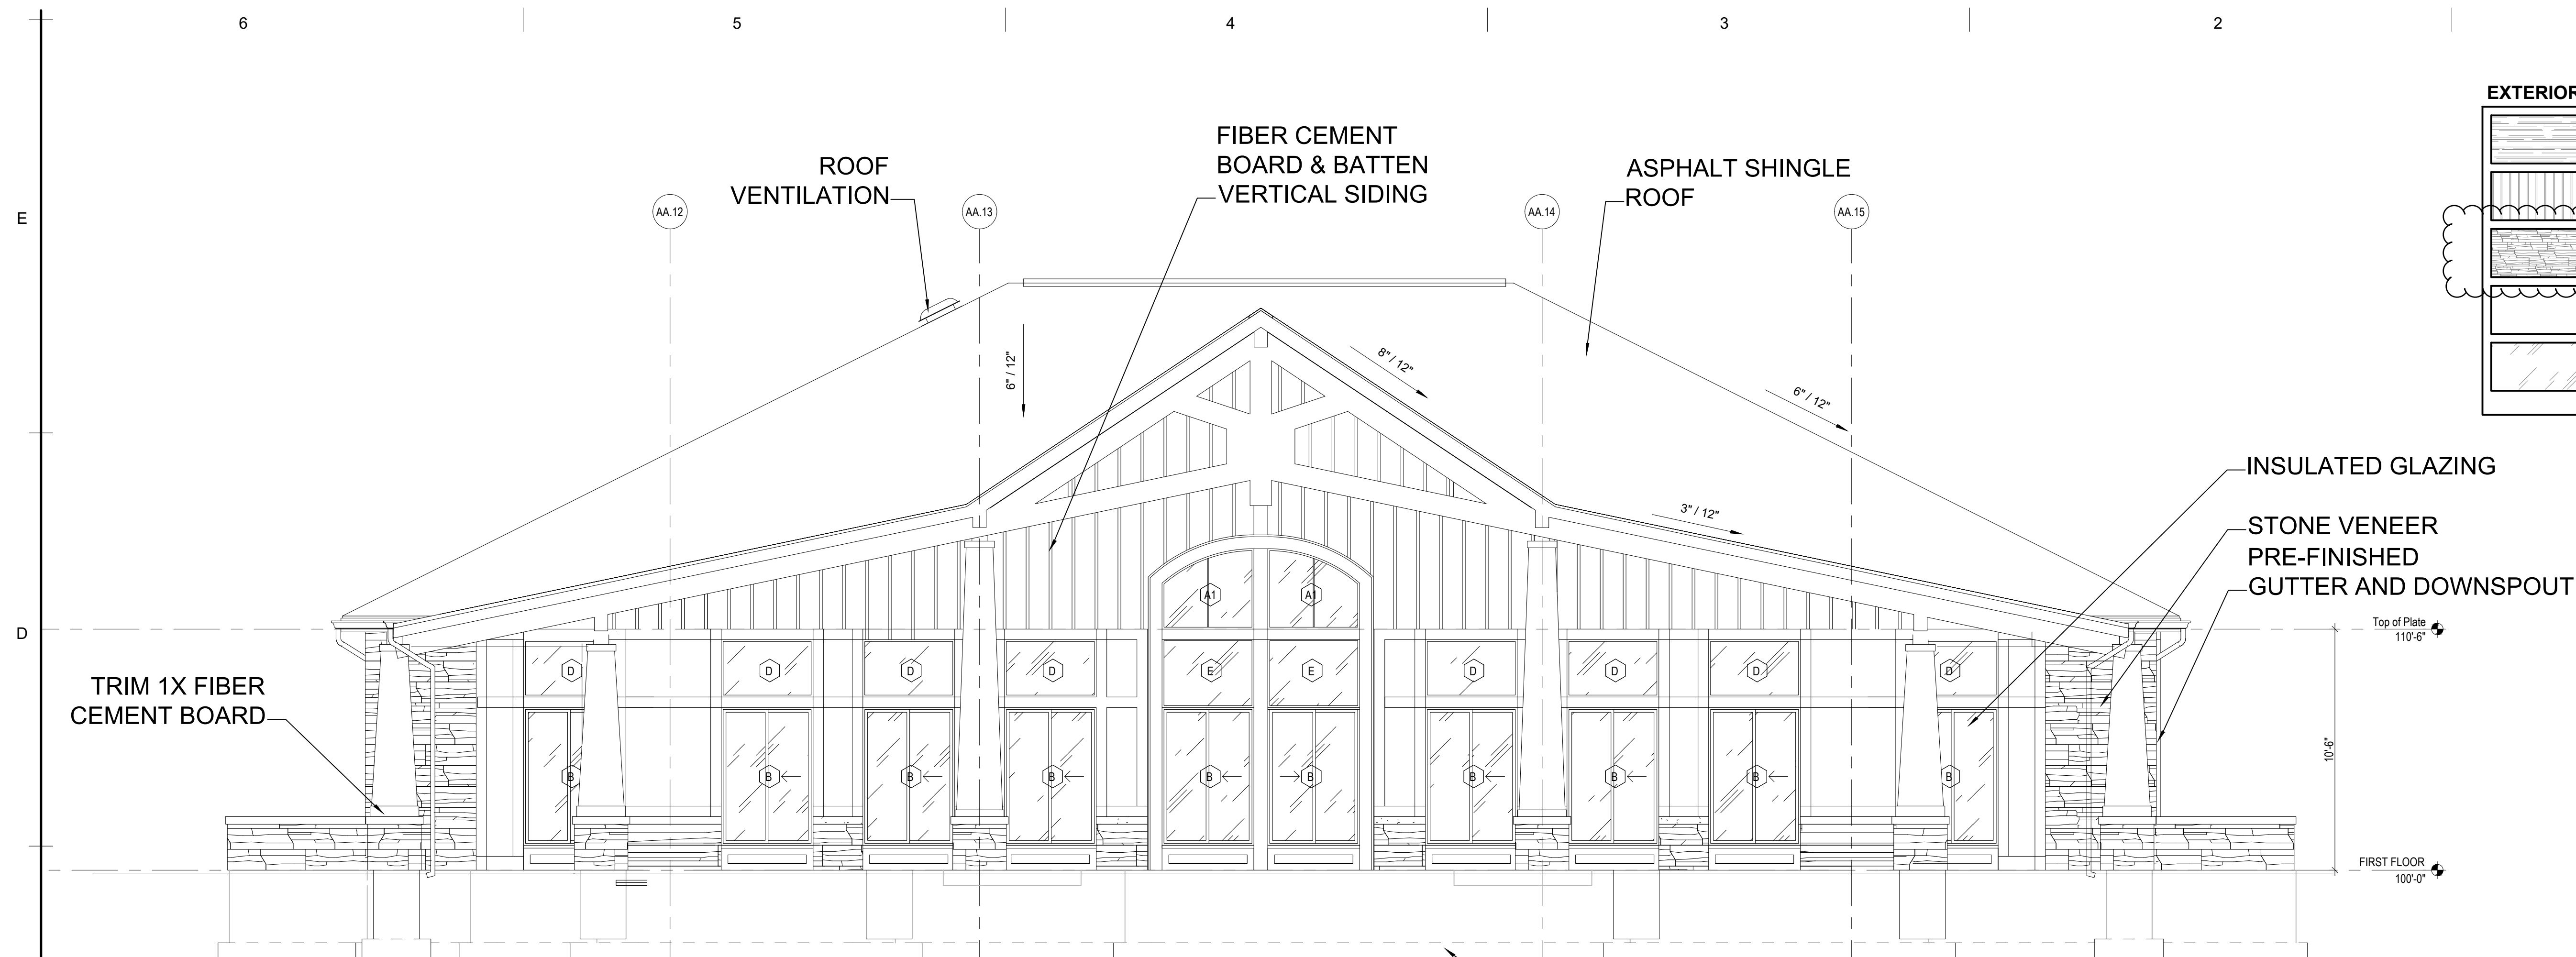 6 5 4 3 2
EXTERIOR
FIBER CEMENT
BOARD & BATTEN
VERTICAL SIDING
ROOF
VENTILATION
ASPHALT SHINGLE
ROOF
E
AA.12 AA.13 AA.14 AA.15
6" / 12"
8" / 12"
6" / 12"
INSULATED GLAZING
3" / 12"
STONE VENEER
PRE-FINISHED
GUTTER AND DOWNSPOUT
A1 A1
Top of Plate
110'-6"
D
D D D D E E D D D D
TRIM 1X FIBER
CEMENT BOARD
10'-6"
B B B B B B B B B B
FIRST FLOOR
100'-0"